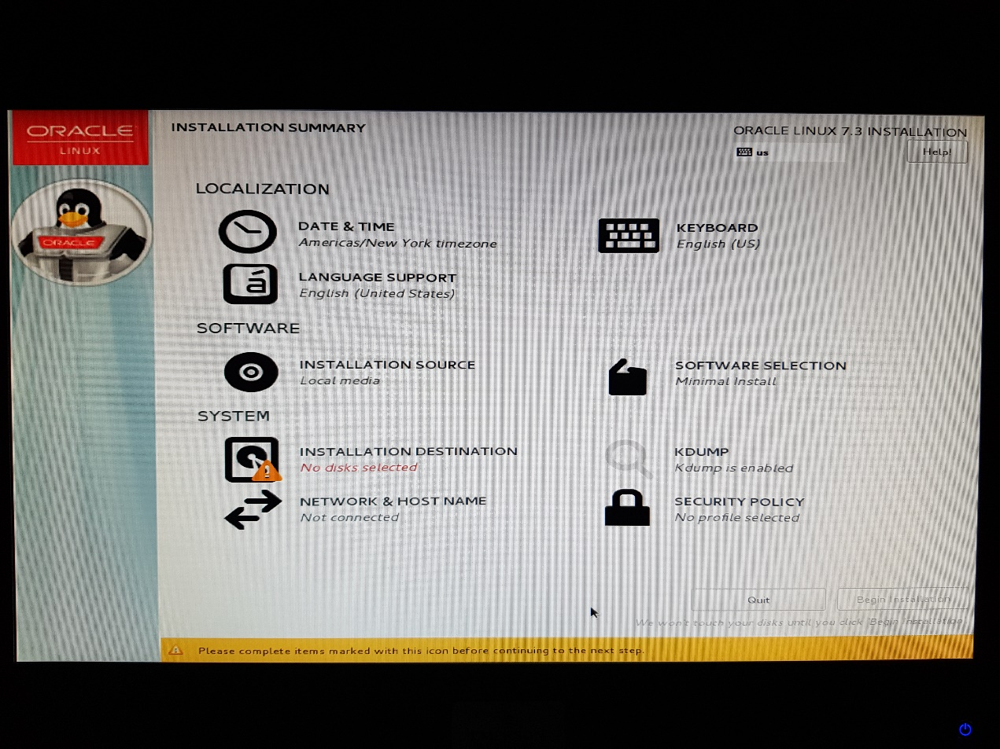 ORACLE
LINUX
ORACLE
INSTALLATION SUMMARY
ORACLE LINUX 7.3 INSTALLATION
us
Help!
LOCALIZATION
DATE & TIME
Americas/New York timezone
KEYBOARD
English (US)
á
LANGUAGE SUPPORT
English (United States)
SOFTWARE
INSTALLATION SOURCE
Local media
SOFTWARE SELECTION
Minimal Install
SYSTEM
INSTALLATION DESTINATION
No disks selected
KDUMP
Kdump is enabled
NETWORK & HOST NAME
Not connected
SECURITY POLICY
No profile selected
Quit
Begin Installation
We won't touch your disks until you click 'Begin Installation
Please complete items marked with this icon before continuing to the next step.